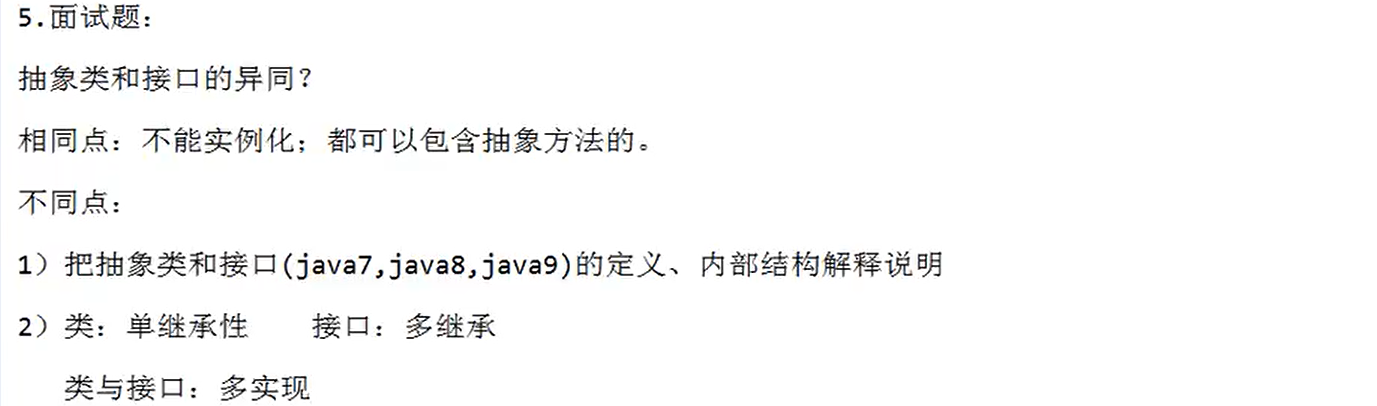 5.面试题：
抽象类和接口的异同？
相同点：不能实例化；都可以包含抽象方法的。
不同点：
1）把抽象类和接口(java7,java8,java9)的定义、内部结构解释说明
2）类：单继承性    接口：多继承
类与接口：多实现